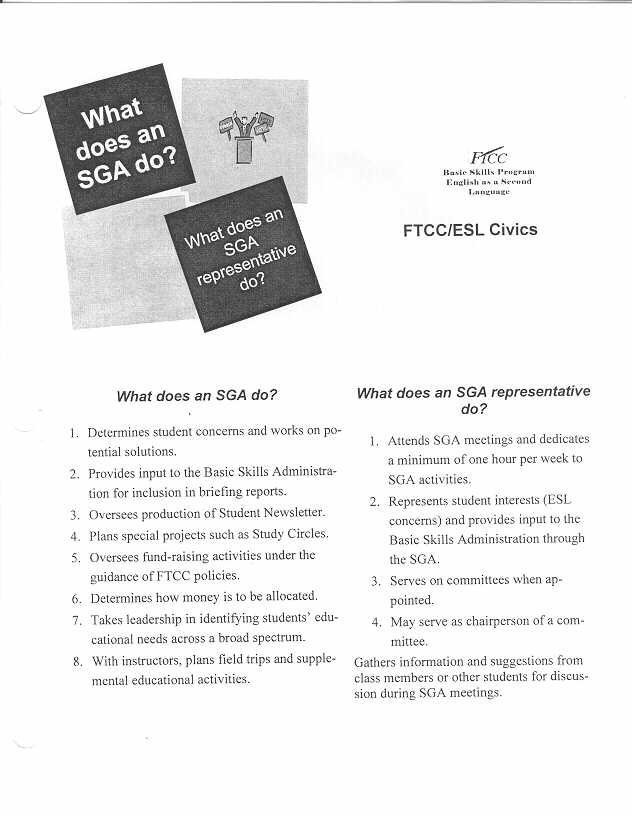 What
does an
SGA do?
What does an
SGA
representative
do?
FTCC
Basic Skills Program
English as a Second
Language
FTCC/ESL Civics
What does an SGA do?
1. Determines student concerns and works on po-
tential solutions.
2. Provides input to the Basic Skills Administra-
tion for inclusion in briefing reports.
3. Oversees production of Student Newsletter.
4. Plans special projects such as Study Circles.
5. Oversees fund-raising activities under the
guidance of FTCC policies.
6. Determines how money is to be allocated.
7. Takes leadership in identifying students' edu-
cational needs across a broad spectrum.
8. With instructors, plans field trips and supple-
mental educational activities.
What does an SGA representative
do?
1. Attends SGA meetings and dedicates
a minimum of one hour per week to
SGA activities.
2. Represents student interests (ESL
concerns) and provides input to the
Basic Skills Administration through
the SGA.
3. Serves on committees when ap-
pointed.
4. May serve as chairperson of a com-
mittee.
Gathers information and suggestions from
class members or other students for discus-
sion during SGA meetings.